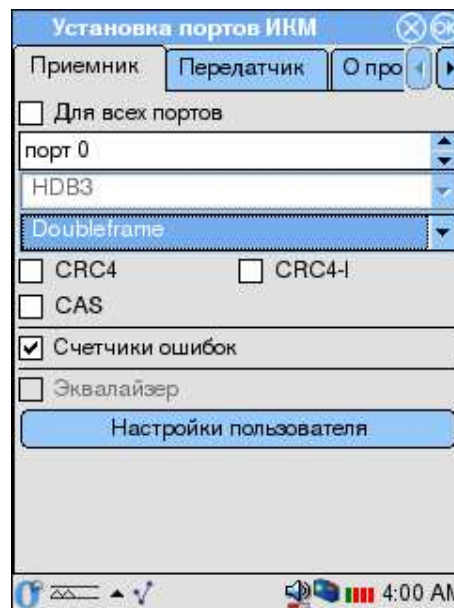 Установка портов ИКМ OK
Приемник Передатчик О про
Для всех портов
порт 0
HDB3
Doubleframe
CRC4 CRC4-I
CAS
Счетчики ошибок
Эквалайзер
Настройки пользователя
4:00 AM